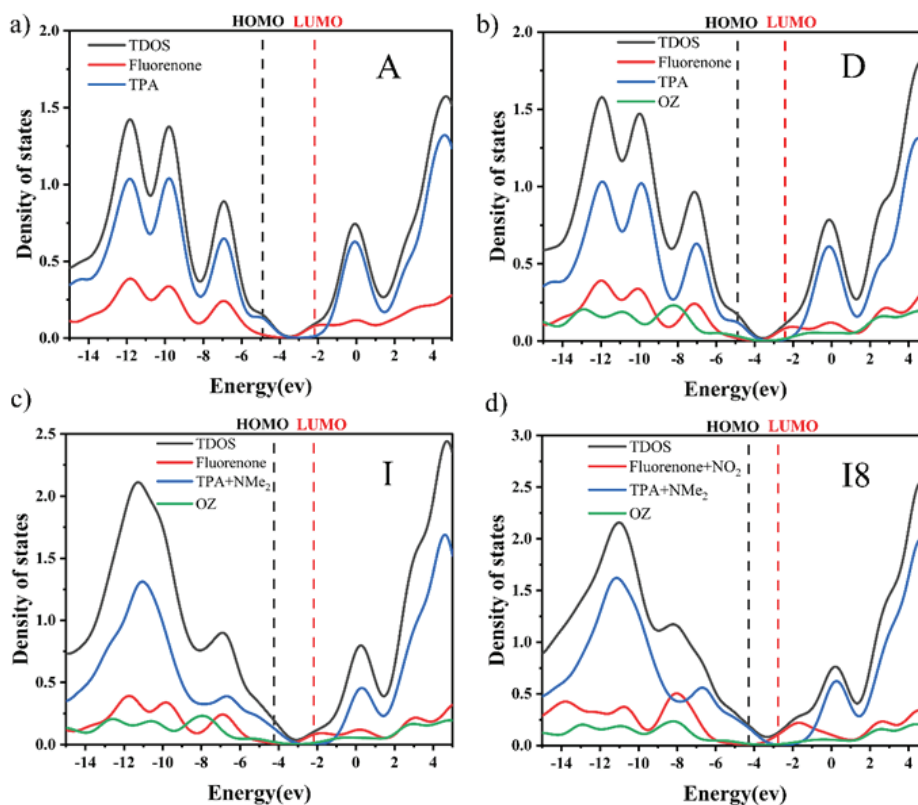 a)
HOMO LUMO
TDOS
Fluorenone
TPA
A
Density of states
2.0
1.5
1.0
0.5
0.0
-14 -12 -10 -8 -6 -4 -2 0 2 4
Energy(ev)
b)
HOMO LUMO
TDOS
Fluorenone
TPA
OZ
D
Density of states
2.0
1.5
1.0
0.5
0.0
-14 -12 -10 -8 -6 -4 -2 0 2 4
Energy(ev)
c)
HOMO LUMO
TDOS
Fluorenone
TPA+NMe₂
OZ
I
Density of states
2.5
2.0
1.5
1.0
0.5
0.0
-14 -12 -10 -8 -6 -4 -2 0 2 4
Energy(ev)
d)
HOMO LUMO
TDOS
Fluorenone+NO₂
TPA+NMe₂
OZ
I8
Density of states
3.0
2.5
2.0
1.5
1.0
0.5
0.0
-14 -12 -10 -8 -6 -4 -2 0 2 4
Energy(ev)